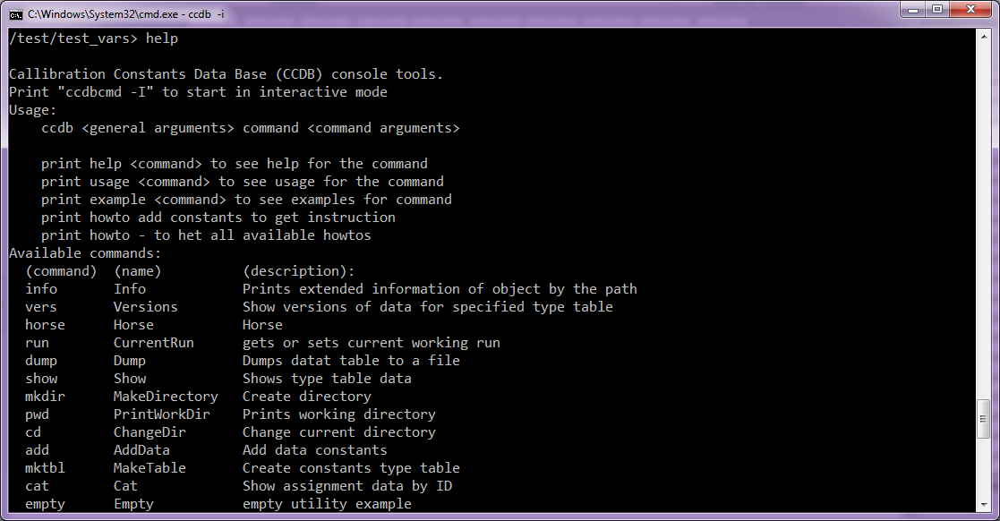 C:\Windows\System32\cmd.exe - ccdb  -i
/test/test_vars> help
Callibration Constants Data Base (CCDB) console tools.
Print "ccdbcmd -I" to start in interactive mode
Usage:
    ccdb <general arguments> command <command arguments>
    print help <command> to see help for the command
    print usage <command> to see usage for the command
    print example <command> to see examples for command
    print howto add constants to get instruction
    print howto - to het all available howtos
Available commands:
  (command)  (name)          (description):
  info       Info            Prints extended information of object by the path
  vers       Versions        Show versions of data for specified type table
  horse      Horse           Horse
  run        CurrentRun      gets or sets current working run
  dump       Dump            Dumps datat table to a file
  show       Show            Shows type table data
  mkdir      MakeDirectory   Create directory
  pwd        PrintWorkDir    Prints working directory
  cd         ChangeDir       Change current directory
  add        AddData         Add data constants
  mktbl      MakeTable       Create constants type table
  cat        Cat             Show assignment data by ID
  empty      Empty           empty utility example